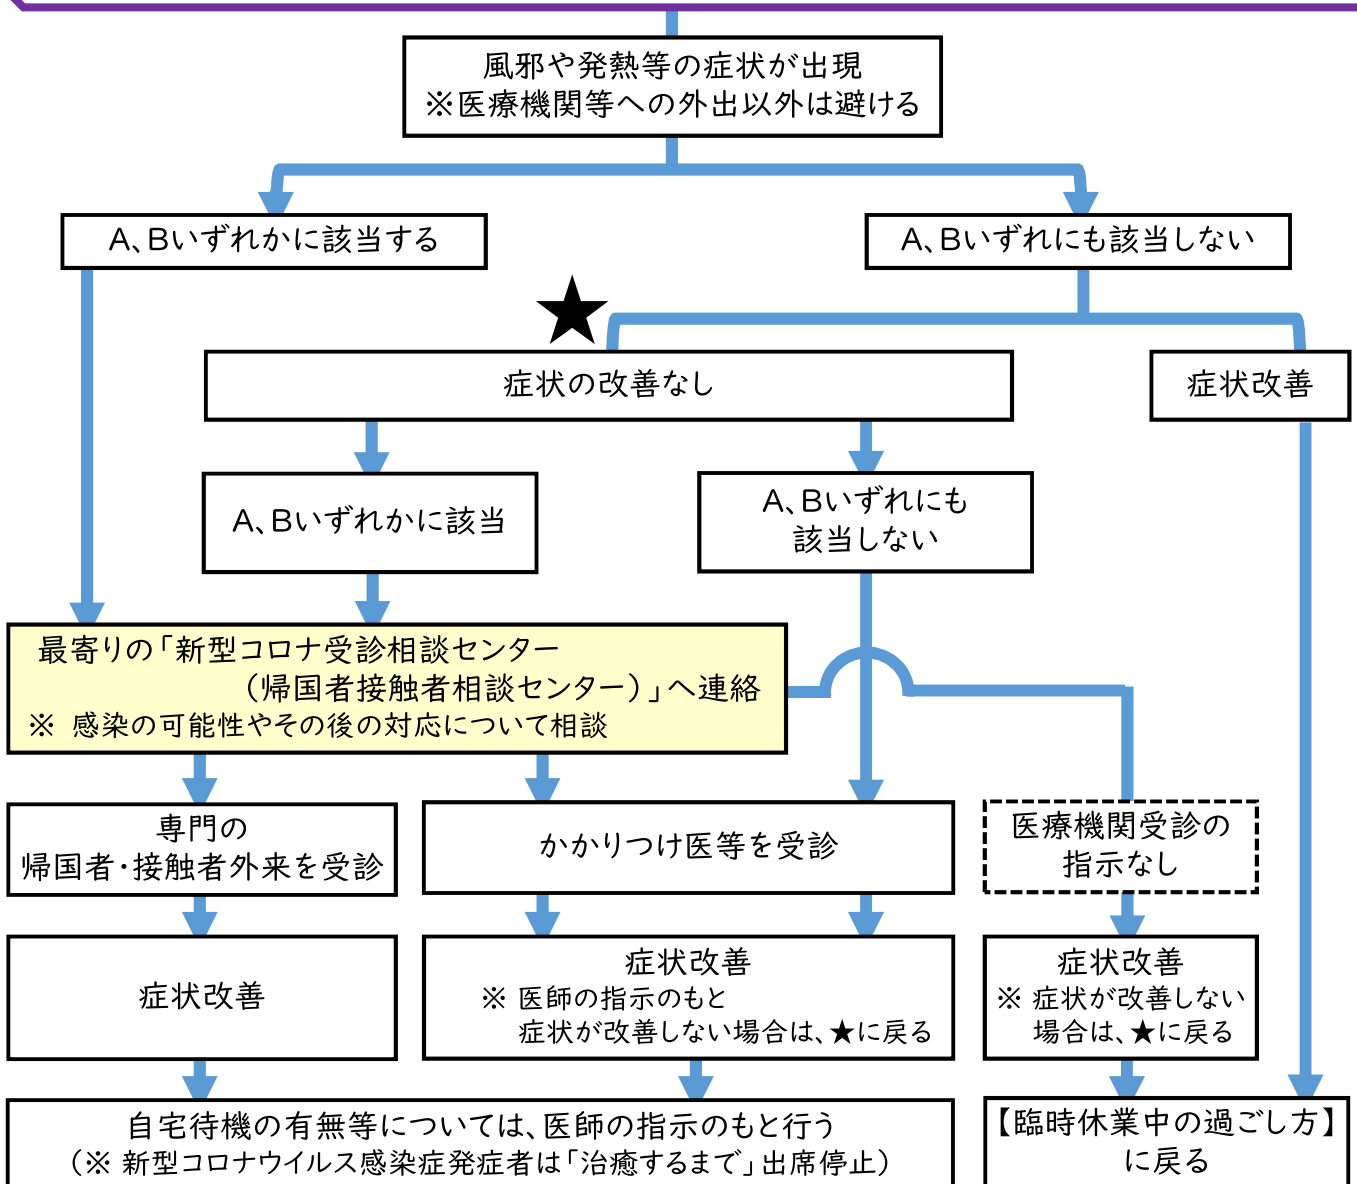 風邪や発熱等の症状が出現
※医療機関等への外出以外は避ける
A、Bいずれかに該当する
A、Bいずれにも該当しない
★
症状の改善なし
症状改善
A、Bいずれかに該当
A、Bいずれにも
該当しない
最寄りの「新型コロナ受診相談センター
（帰国者接触者相談センター）」へ連絡
※ 感染の可能性やその後の対応について相談
専門の
帰国者・接触者外来を受診
かかりつけ医等を受診
医療機関受診の
指示なし
症状改善
症状改善
※ 医師の指示のもと
症状が改善しない場合は、★に戻る
症状改善
※ 症状が改善しない
場合は、★に戻る
自宅待機の有無等については、医師の指示のもと行う
（※ 新型コロナウイルス感染症発症者は「治癒するまで」出席停止）
【臨時休業中の過ごし方】
に戻る